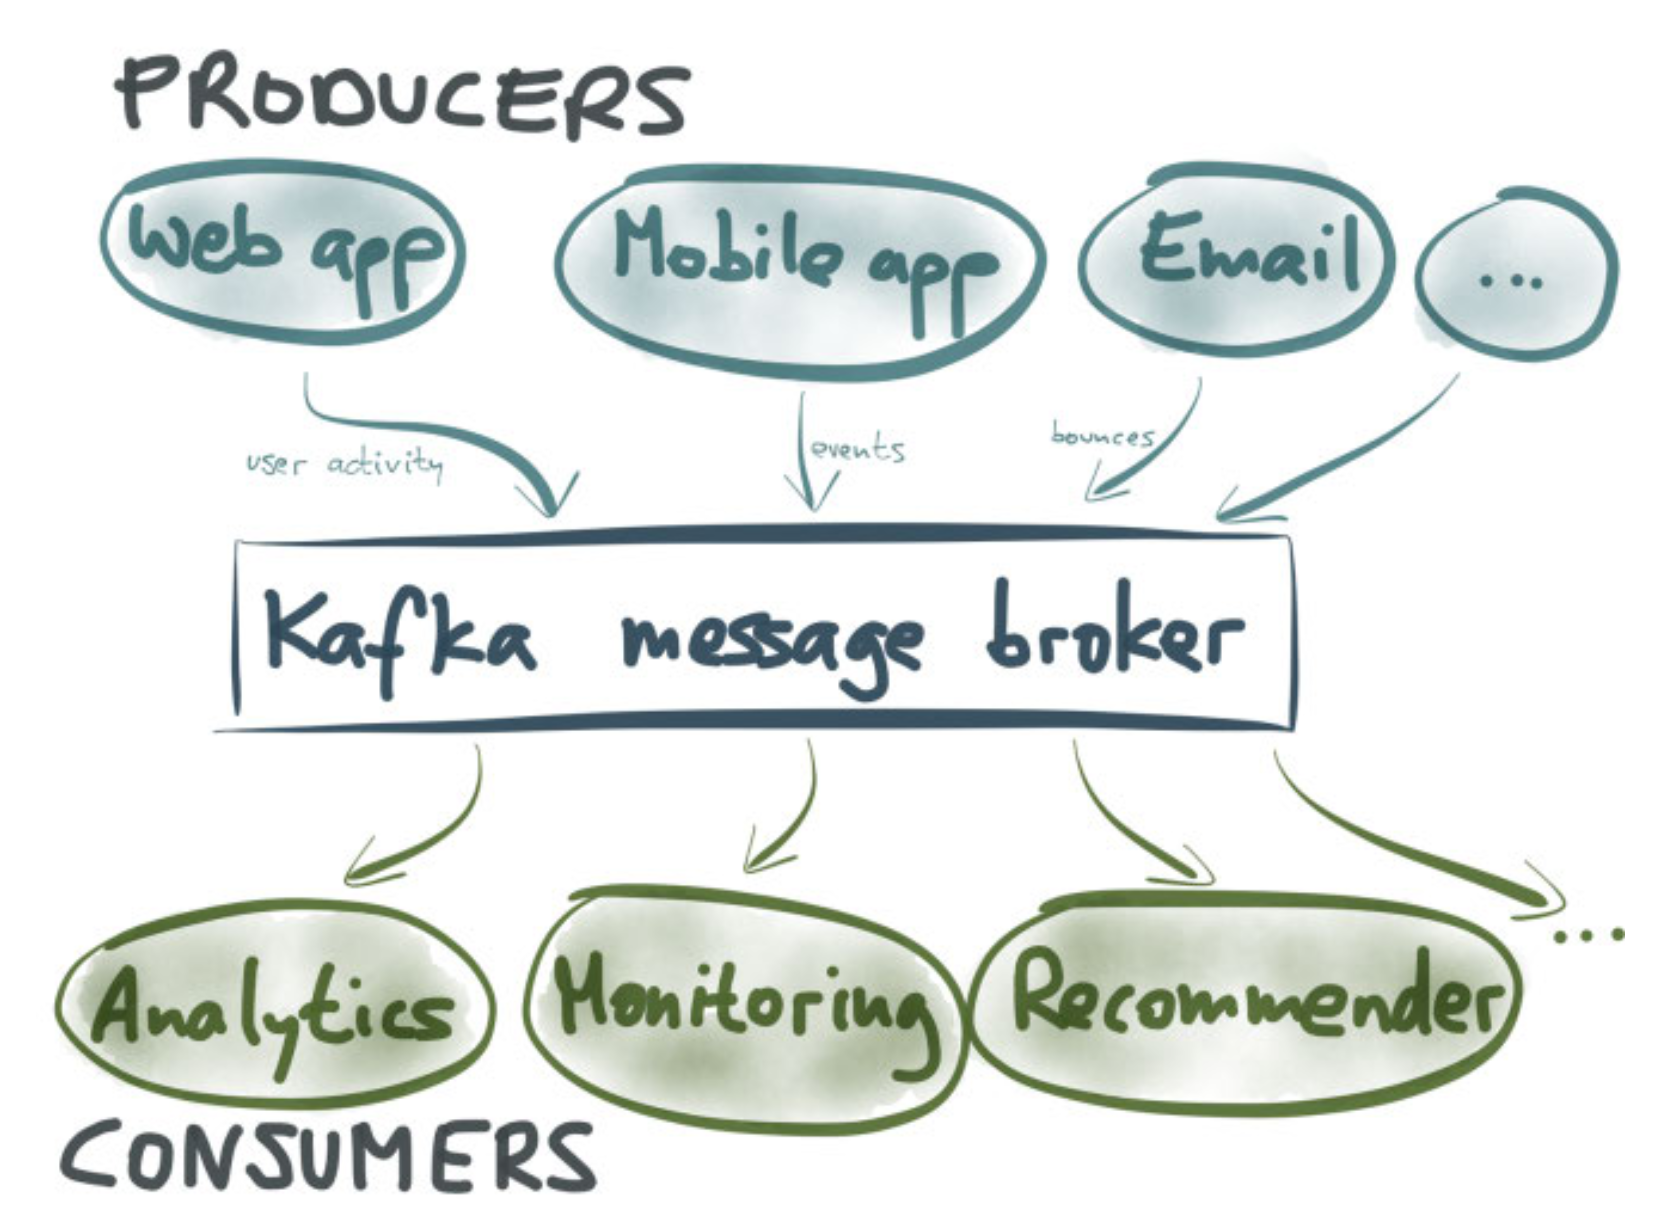 PRODUCERS
Web app
Mobile app
Email
...
user activity
events
bounces
Kafka message broker
Analytics
Monitoring
Recommender
...
CONSUMERS